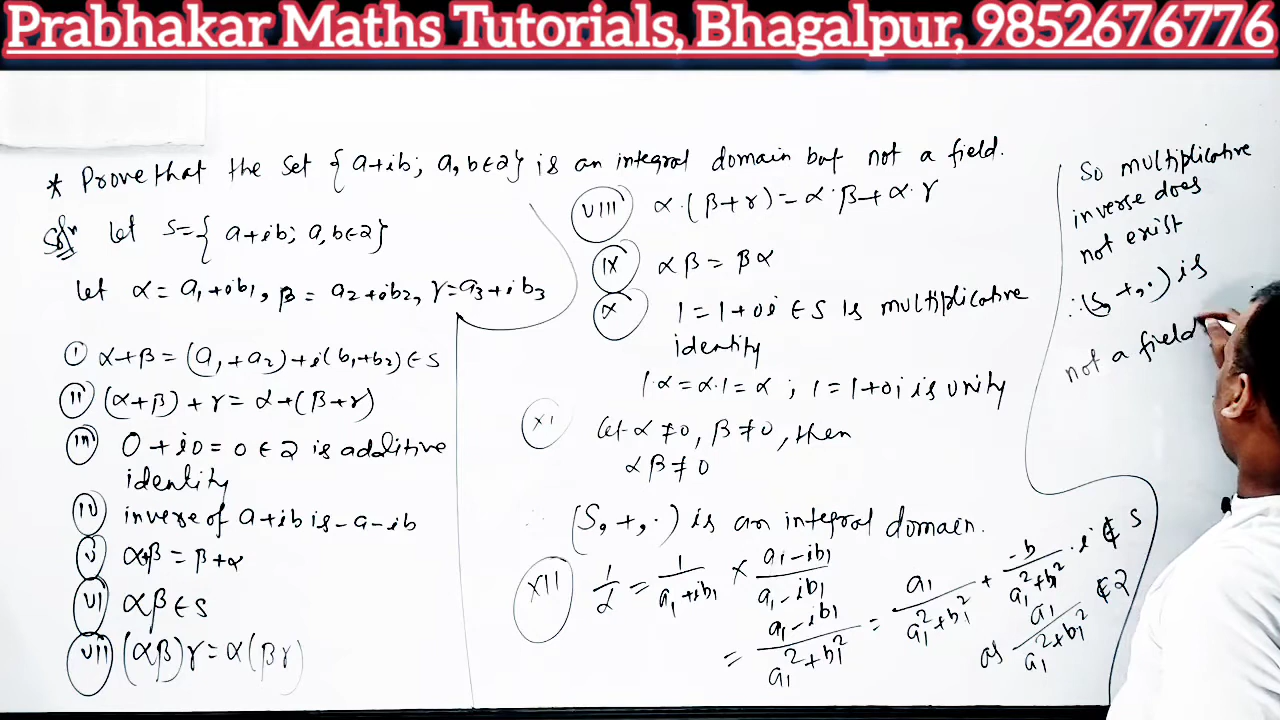 Prabhakar Maths Tutorials, Bhagalpur, 9852676776
* Prove that the set {a+ib; a,b∈Z} is an integral domain but not a field.
Solⁿ Let S={a+ib; a,b∈Z}
Let α=a₁+ib₁, β=a₂+ib₂, γ=a₃+ib₃
(i) α+β=(a₁+a₂)+i(b₁+b₂)∈S
(ii) (α+β)+γ=α+(β+γ)
(iii) 0+i0=0∈Z is additive
identity
(iv) inverse of a+ib is -a-ib
(v) α+β=β+α
(vi) αβ∈S
(vii) (αβ)γ=α(βγ)
(viii) α·(β+γ)=α·β+α·γ
(ix) αβ=βα
(x) 1=1+0i∈S is multiplicative
identity
1·α=α·1=α; 1=1+0i is unity
(xi) Let α≠0, β≠0, then
αβ≠0
∴ (S,+,·) is an integral domain.
(xii) 1/α = 1/(a₁+ib₁) × (a₁-ib₁)/(a₁-ib₁)
= (a₁-ib₁)/(a₁²+b₁²) = a₁/(a₁²+b₁²) + -b/(a₁²+b₁²)·i∉S
as a₁/(a₁²+b₁²)∉Z
So multiplicative
inverse does
not exist
∴(S,+,·) is
not a field